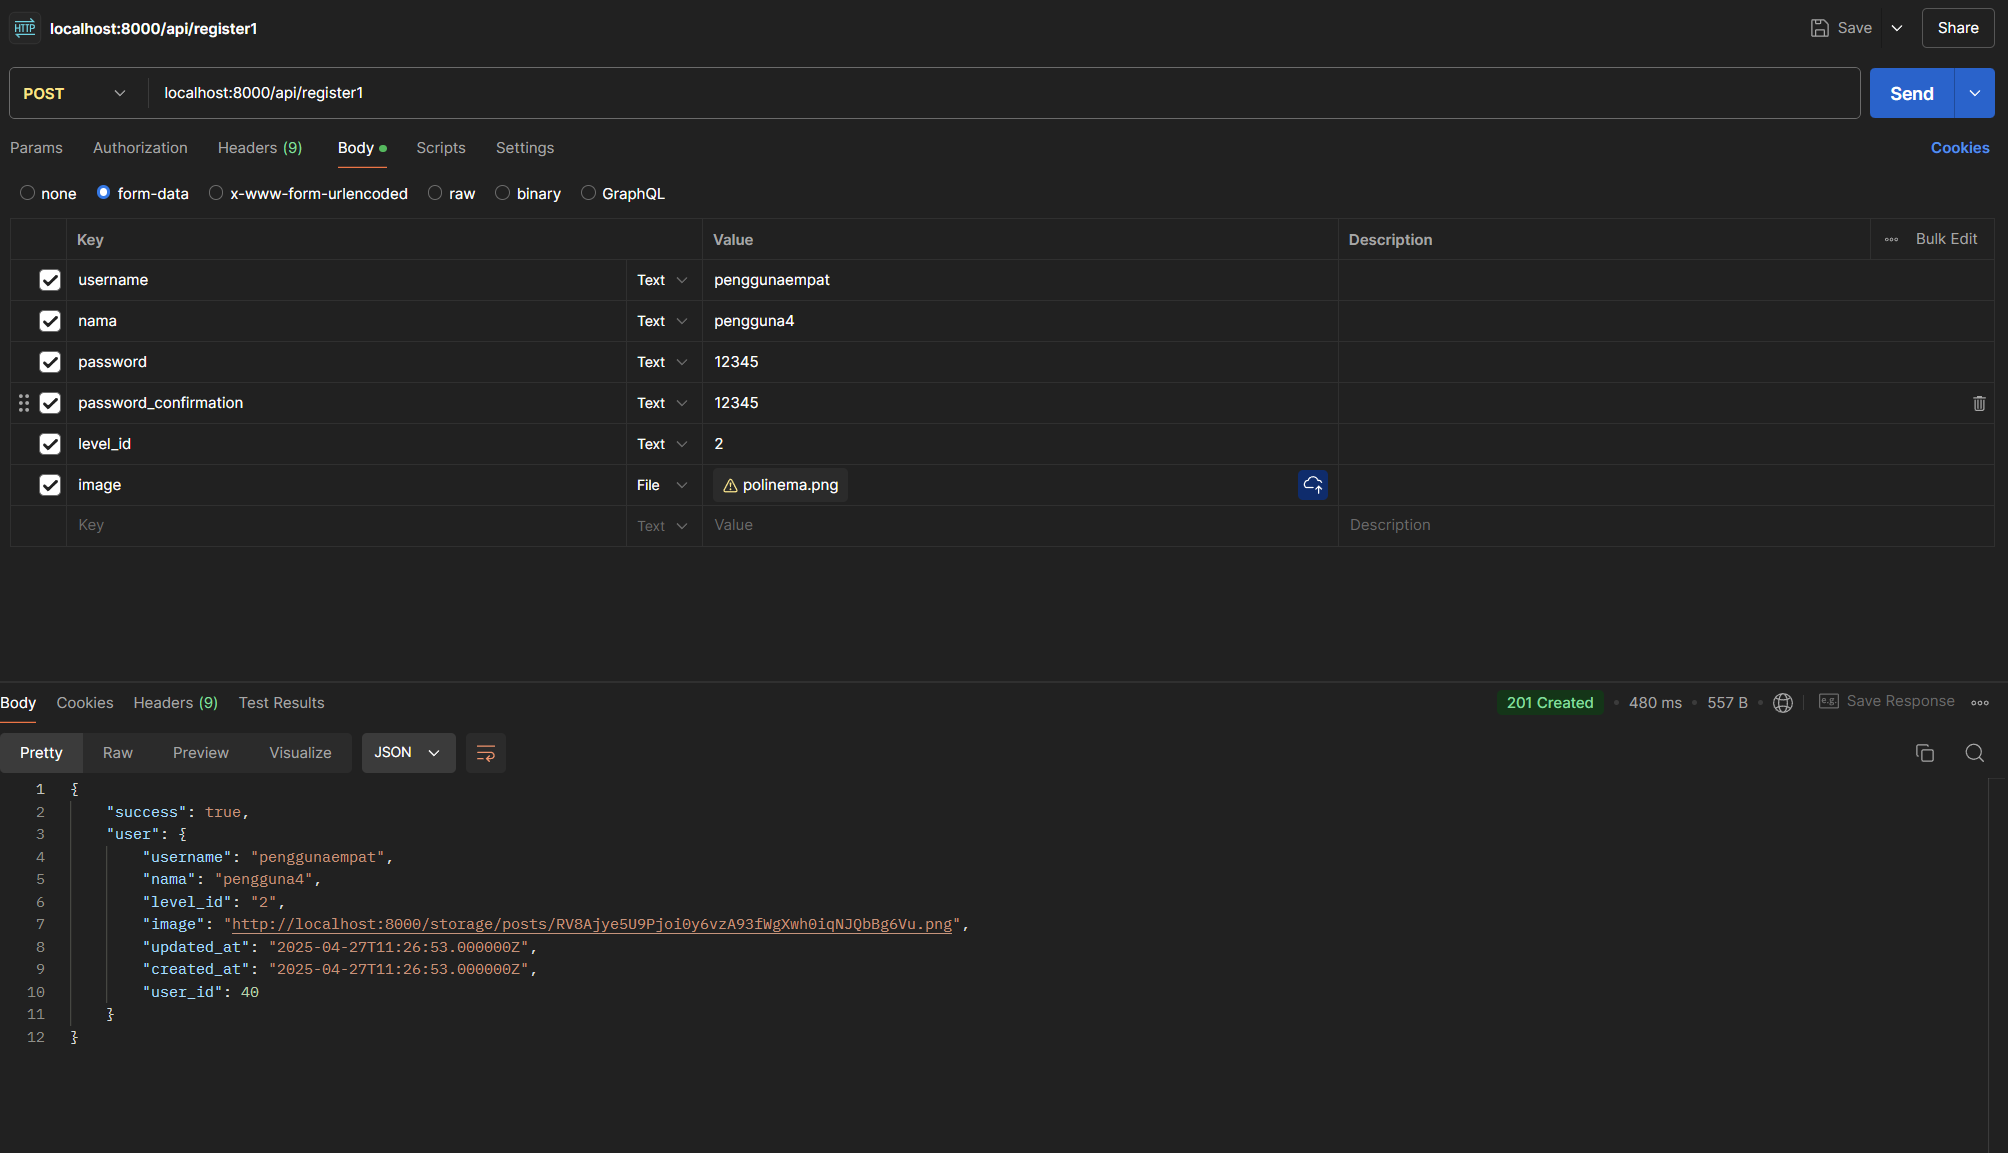 HTTP localhost:8000/api/register1 Save Share
POST localhost:8000/api/register1 Send
Params Authorization Headers (9) Body Scripts Settings Cookies
none form-data x-www-form-urlencoded raw binary GraphQL
Key Value Description Bulk Edit
username Text penggunaempat
nama Text pengguna4
password Text 12345
password_confirmation Text 12345
level_id Text 2
image File polinema.png
Key Text Value Description
Body Cookies Headers (9) Test Results 201 Created 480 ms 557 B e.g. Save Response
Pretty Raw Preview Visualize JSON
1 {
2 "success": true,
3 "user": {
4 "username": "penggunaempat",
5 "nama": "pengguna4",
6 "level_id": "2",
7 "image": "http://localhost:8000/storage/posts/RV8Ajye5U9Pjoi0y6vzA93fWgXwh0iqNJQbBg6Vu.png",
8 "updated_at": "2025-04-27T11:26:53.000000Z",
9 "created_at": "2025-04-27T11:26:53.000000Z",
10 "user_id": 40
11 }
12 }